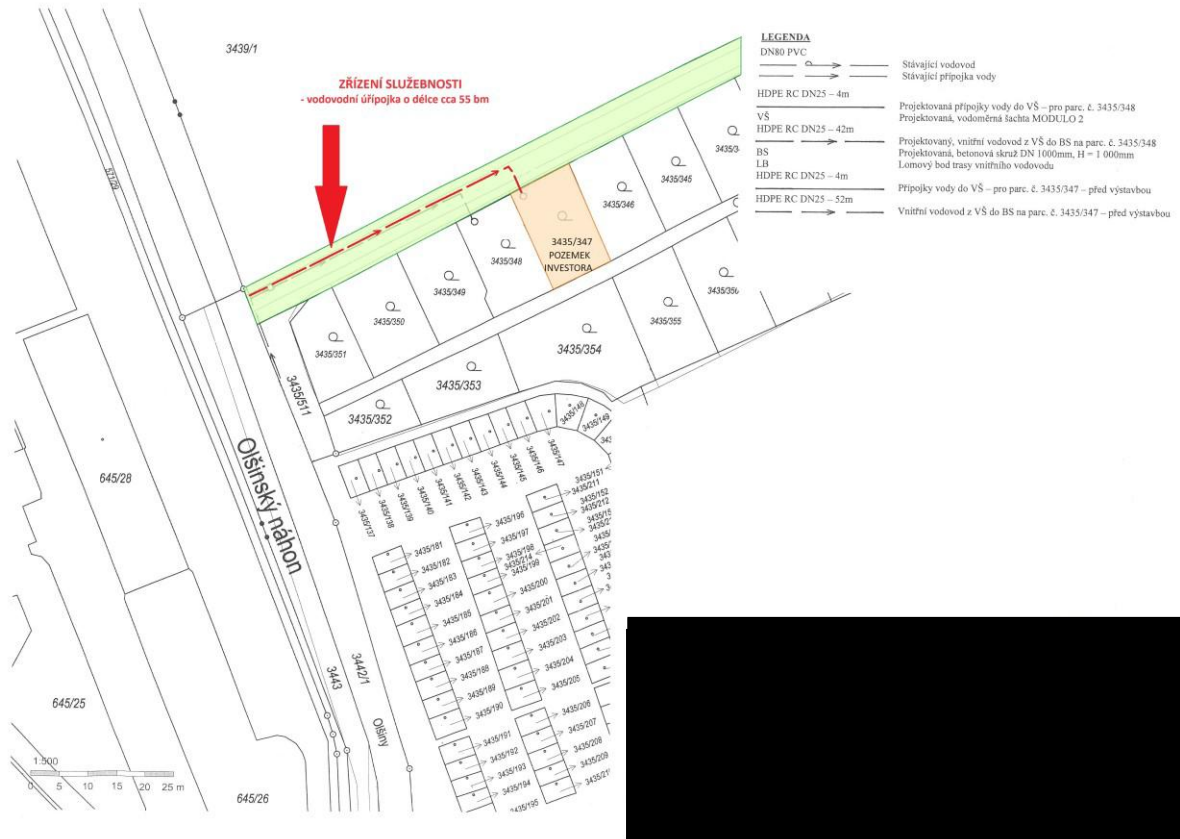 3439/1
ZŘÍZENÍ SLUŽEBNOSTI
- vodovodní úřípojka o délce cca 55 bm
LEGENDA
DN80 PVC
Stávající vodovod
Stávající přípojka vody
HDPE RC DN25 – 4m
Projektovaná přípojky vody do VŠ – pro parc. č. 3435/348
VŠ
Projektovaná, vodoměrná šachta MODULO 2
HDPE RC DN25 – 42m
Projektovaný, vnitřní vodovod z VŠ do BS na parc. č. 3435/348
BS
Projektovaná, betonová skruž DN 1000mm, H = 1 000mm
LB
Lomový bod trasy vnitřního vodovodu
HDPE RC DN25 – 4m
Přípojky vody do VŠ – pro parc. č. 3435/347 – před výstavbou
HDPE RC DN25 – 52m
Vnitřní vodovod z VŠ do BS na parc. č. 3435/347 – před výstavbou
571/29
3435/345
3435/346
3435/347
POZEMEK
INVESTORA
3435/348
3435/349
3435/350
3435/351
3435/356
3435/355
3435/354
3435/353
3435/352
3435/511
Olšinský náhon
645/28
3435/137
3435/138
3435/139
3435/140
3435/141
3435/142
3435/143
3435/144
3435/145
3435/146
3435/147
3435/148
3435/149
3435/151
3435/211
3435/152
3435/212
3435/181
3435/182
3435/183
3435/184
3435/185
3435/186
3435/187
3435/188
3435/189
3435/190
3435/191
3435/192
3435/193
3435/194
3435/195
3435/196
3435/197
3435/198
3435/214
3435/199
3435/200
3435/201
3435/202
3435/203
3435/204
3435/205
3435/206
3435/207
3435/208
3435/209
3443
3442/1
Olšiny
645/25
645/26
1:500
0 5 10 15 20 25 m